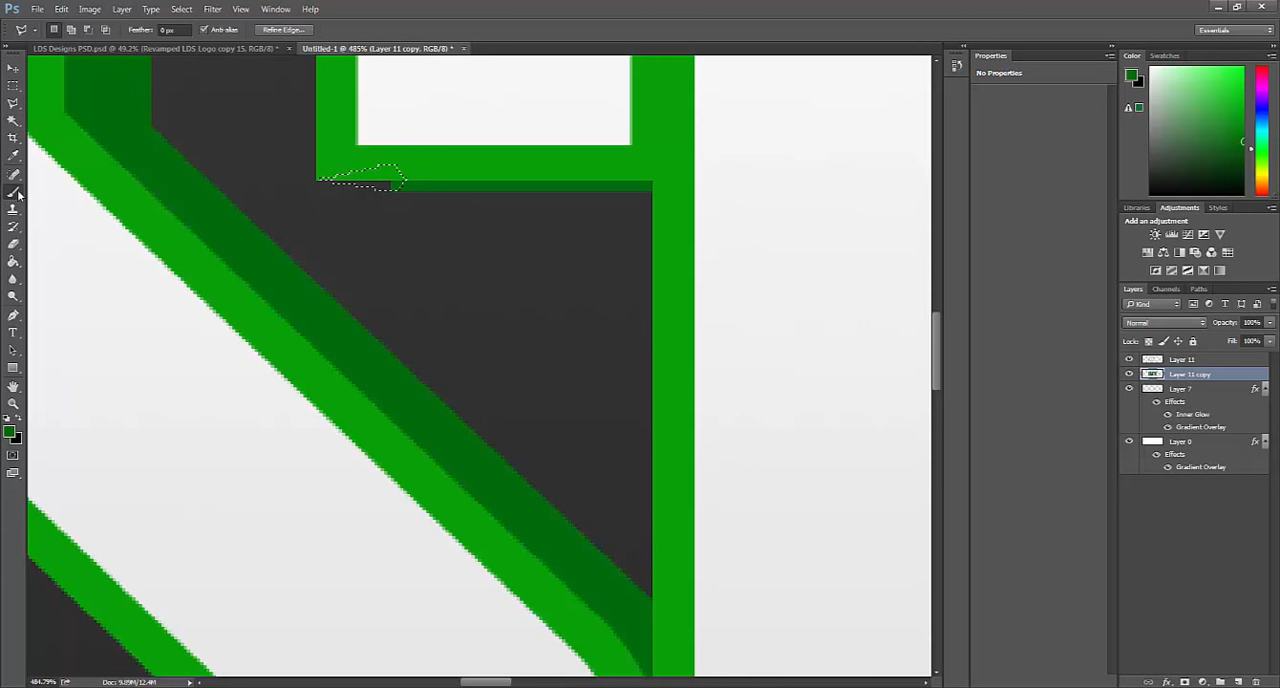 Ps File Edit Image Layer Type Select Filter View Window Help
Feather: 0 px Anti-alias Refine Edge... Essentials
LDS Designs PSD.psd @ 49.2% (Revamped LDS Logo copy 15, RGB/8) * × Untitled-1 @ 485% (Layer 11 copy, RGB/8) * ×
Properties
No Properties
Color Swatches
Libraries Adjustments Styles
Add an adjustment
Layers Channels Paths
Kind
Normal Opacity: 100%
Lock: Fill: 100%
Layer 11
Layer 11 copy
Layer 7 fx
Effects
Inner Glow
Gradient Overlay
Layer 0 fx
Effects
Gradient Overlay
484.79% Doc: 9.89M/12.4M